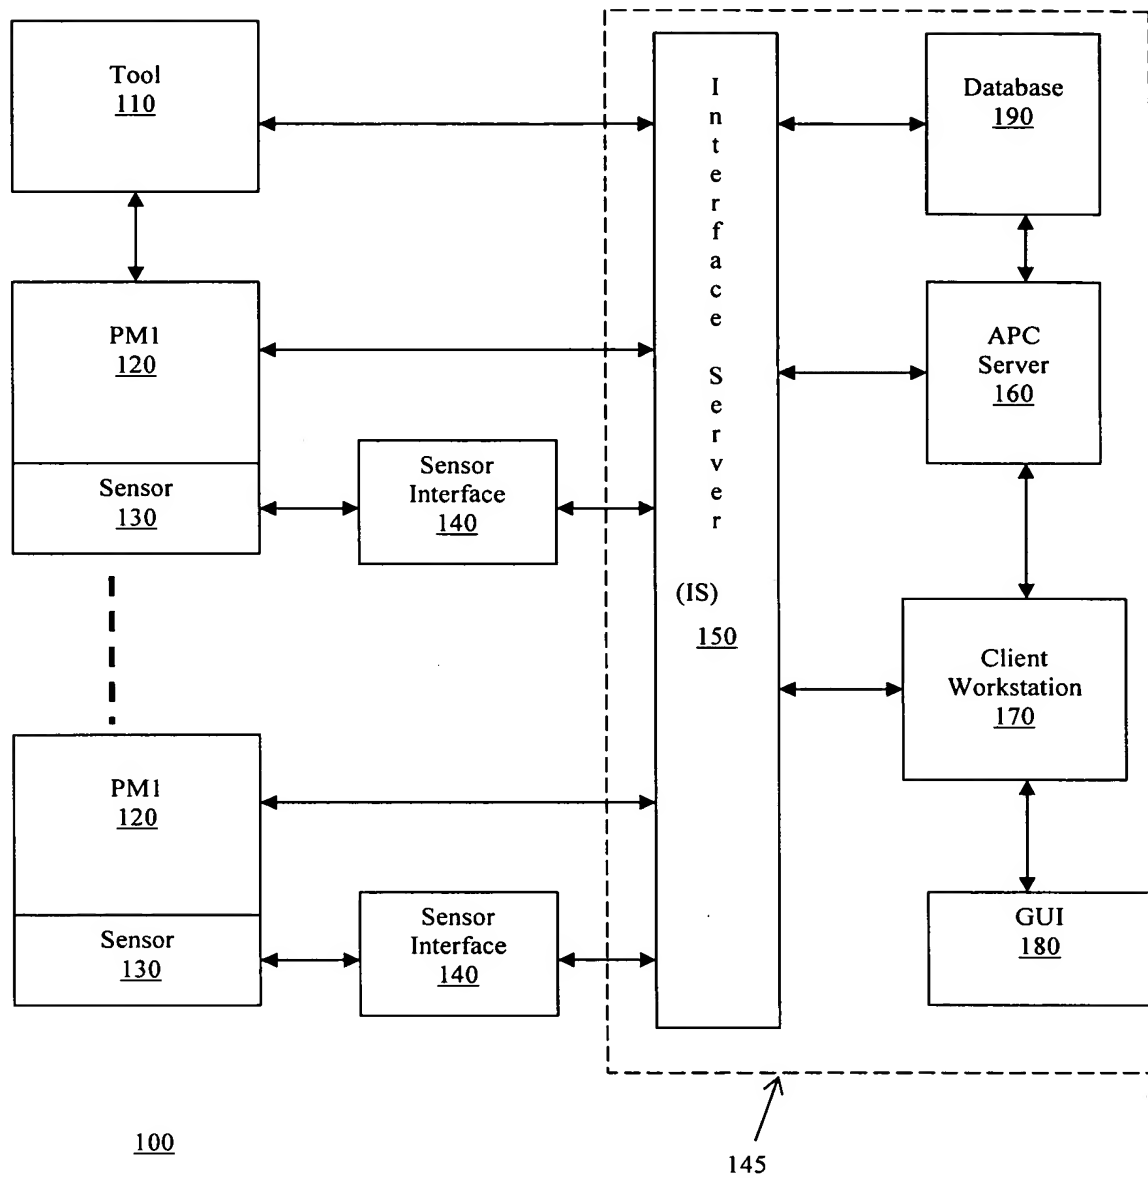 Tool
110
Interface Server
(IS)
150
Database
190
PM1
120
APC
Server
160
Sensor
130
Sensor
Interface
140
Client
Workstation
170
PM1
120
Sensor
130
Sensor
Interface
140
GUI
180
100
145